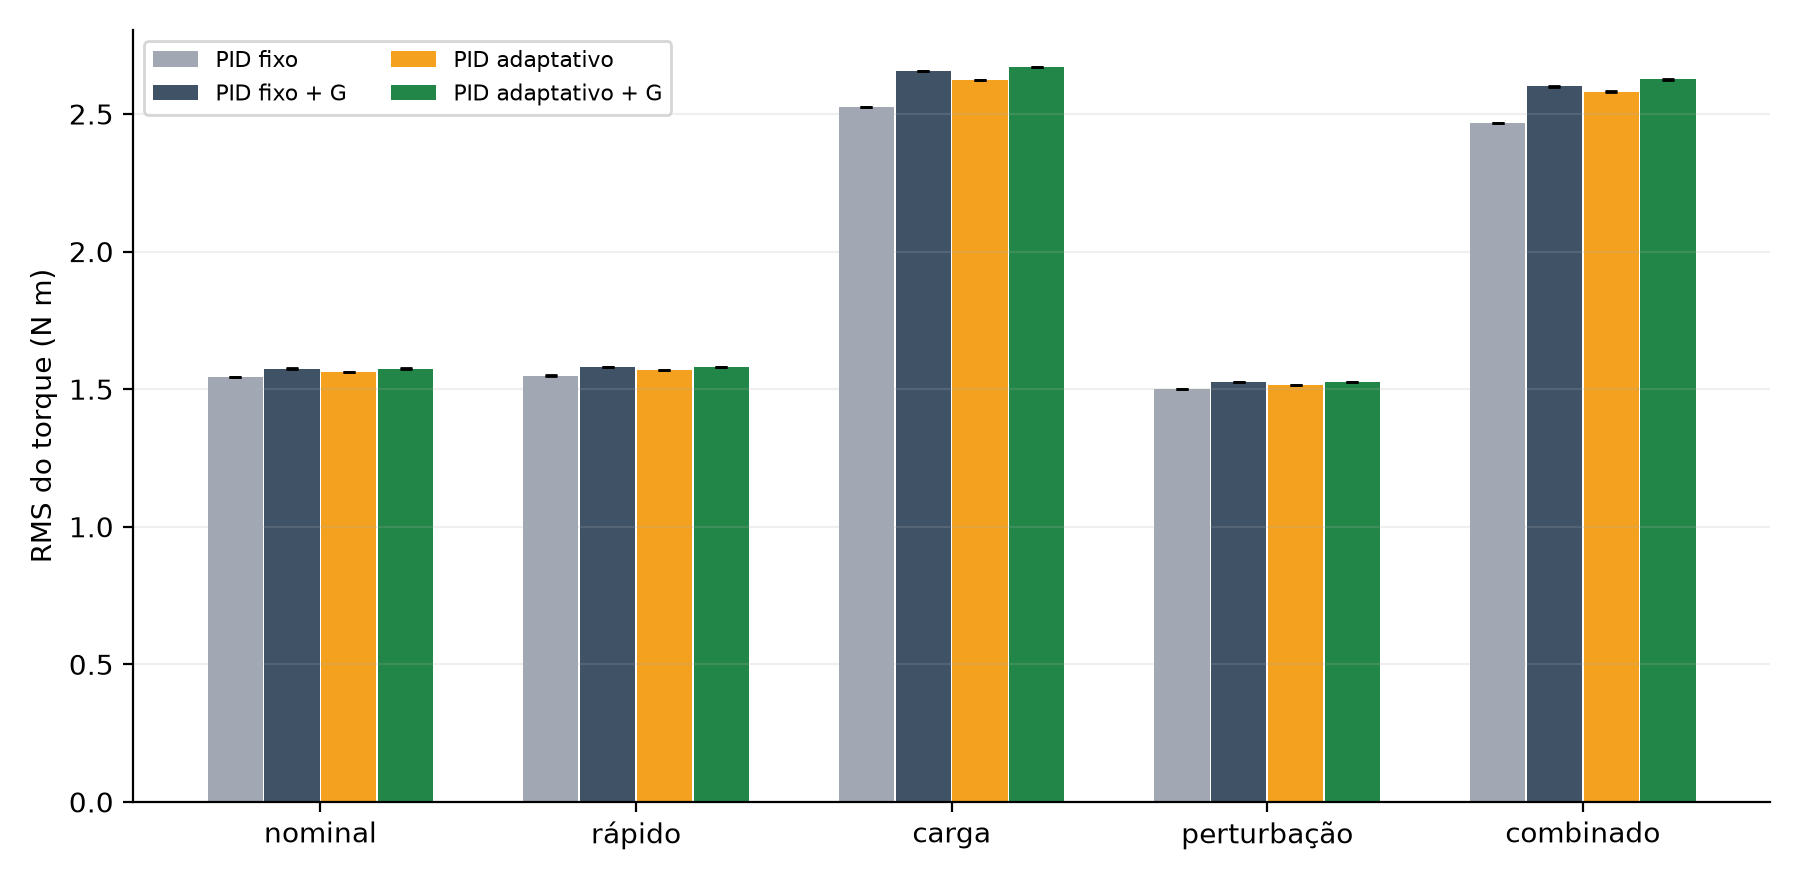 PID fixo
PID fixo + G
PID adaptativo
PID adaptativo + G
RMS do torque (N m)
2.5
2.0
1.5
1.0
0.5
0.0
nominal
rápido
carga
perturbação
combinado